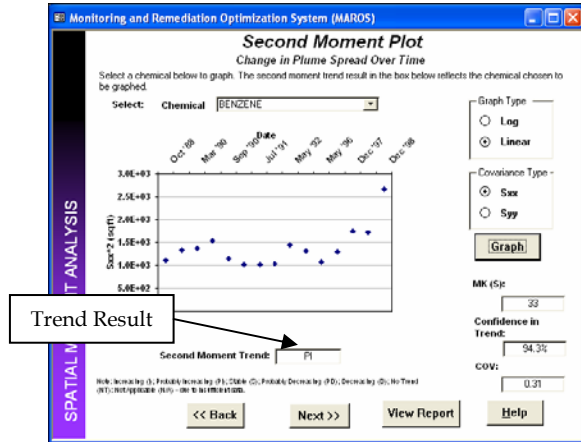 Monitoring and Remediation Optimization System (MAROS)
Second Moment Plot
Change in Plume Spread Over Time
Select a chemical below to graph. The second moment trend result in the box below reflects the chemical chosen to
be graphed.
Select: Chemical BENZENE
Graph Type
Log
Linear
Covariance Type
Sxx
Syy
Graph
Date
Oct '88 Mar '90 Sep '90 Jul '91 May '92 May '96 Dec '97 Dec '98
Sxx^2 (sq ft)
3.0E+03
2.5E+03
2.0E+03
1.5E+03
1.0E+03
5.0E+02
SPATIAL
ANALYSIS
MK (S):
33
Confidence in
Trend:
94.3%
COV:
0.31
Trend Result
Second Moment Trend: PI
Note: Increasing (I); Probably Increasing (PI); Stable (S); Probably Decreasing (PD); Decreasing (D); No Trend
(NT); Not Applicable (N/A) - due to insufficient data.
<< Back
Next >>
View Report
Help